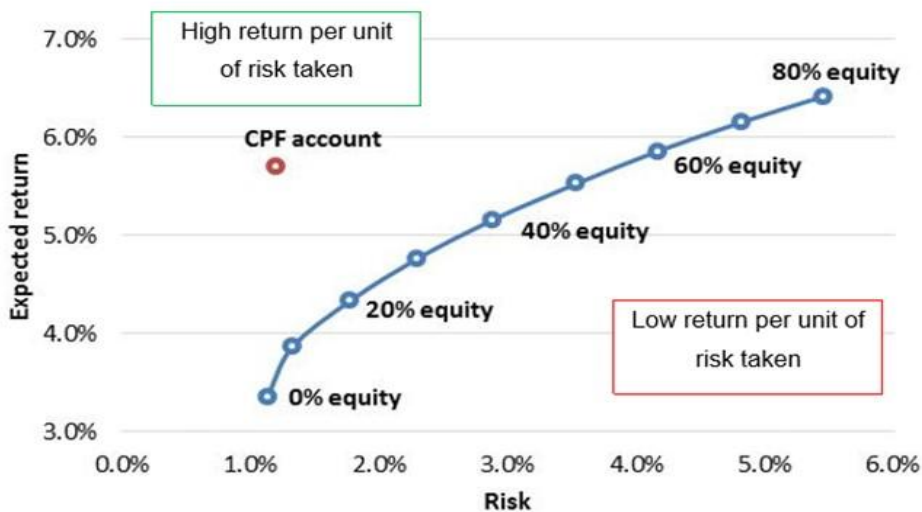 7.0%
High return per unit
of risk taken
80% equity
6.0%
CPF account
60% equity
Expected return
5.0%
40% equity
4.0%
20% equity
Low return per unit of
risk taken
0% equity
3.0%
0.0% 1.0% 2.0% 3.0% 4.0% 5.0% 6.0%
Risk